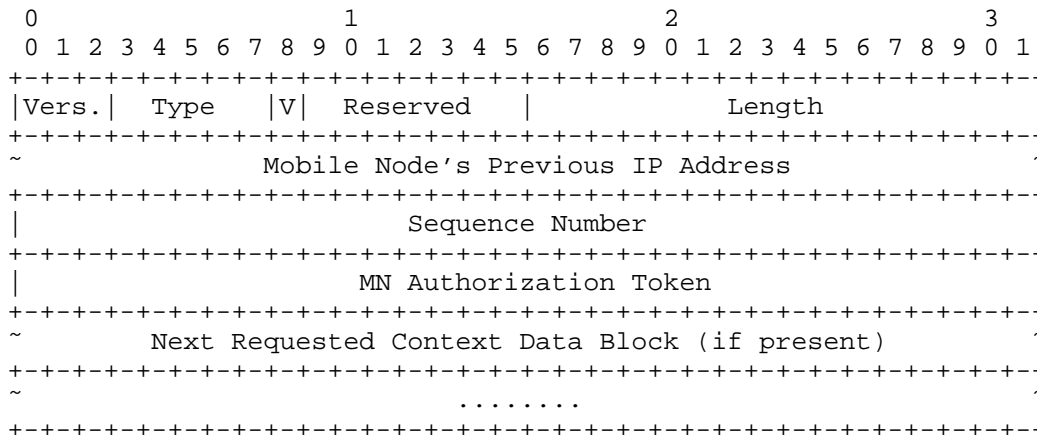 0                   1                   2                   3
 0 1 2 3 4 5 6 7 8 9 0 1 2 3 4 5 6 7 8 9 0 1 2 3 4 5 6 7 8 9 0 1
+-+-+-+-+-+-+-+-+-+-+-+-+-+-+-+-+-+-+-+-+-+-+-+-+-+-+-+-+-+-+-+--
|Vers.|  Type   |V|  Reserved   |            Length
+-+-+-+-+-+-+-+-+-+-+-+-+-+-+-+-+-+-+-+-+-+-+-+-+-+-+-+-+-+-+-+--
~               Mobile Node's Previous IP Address               ~
+-+-+-+-+-+-+-+-+-+-+-+-+-+-+-+-+-+-+-+-+-+-+-+-+-+-+-+-+-+-+-+--
|                        Sequence Number
+-+-+-+-+-+-+-+-+-+-+-+-+-+-+-+-+-+-+-+-+-+-+-+-+-+-+-+-+-+-+-+--
|                     MN Authorization Token
+-+-+-+-+-+-+-+-+-+-+-+-+-+-+-+-+-+-+-+-+-+-+-+-+-+-+-+-+-+-+-+--
~        Next Requested Context Data Block (if present)         ~
+-+-+-+-+-+-+-+-+-+-+-+-+-+-+-+-+-+-+-+-+-+-+-+-+-+-+-+-+-+-+-+--
~                           ........                            ~
+-+-+-+-+-+-+-+-+-+-+-+-+-+-+-+-+-+-+-+-+-+-+-+-+-+-+-+-+-+-+-+--